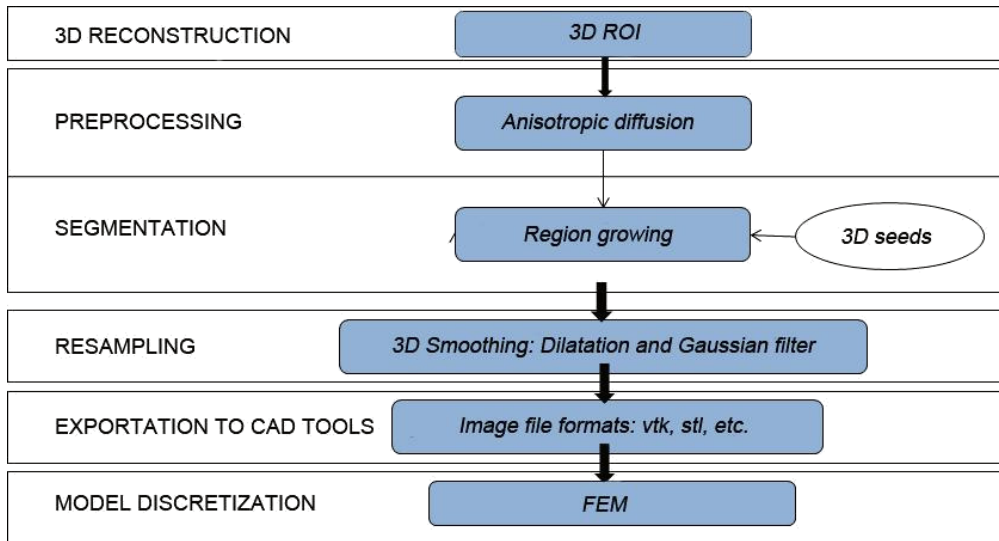 3D RECONSTRUCTION
3D ROI
PREPROCESSING
Anisotropic diffusion
SEGMENTATION
Region growing
3D seeds
RESAMPLING
3D Smoothing: Dilatation and Gaussian filter
EXPORTATION TO CAD TOOLS
Image file formats: vtk, stl, etc.
MODEL DISCRETIZATION
FEM